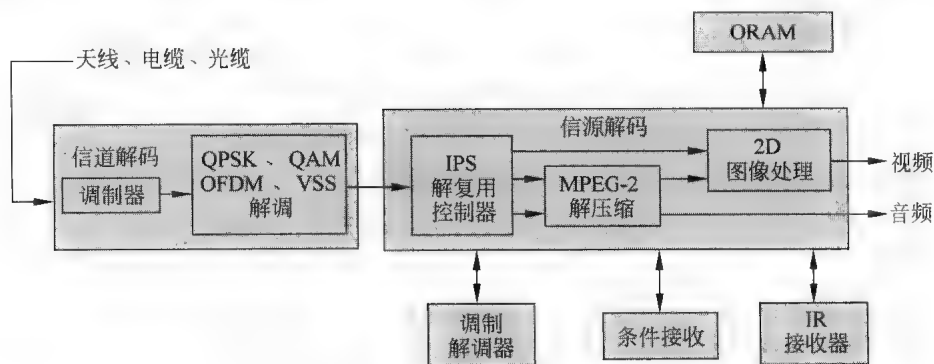 ORAM
天线、电缆、光缆
信道解码
调制器
QPSK、QAM
OFDM、VSS
解调
信源解码
IPS
解复用
控制器
MPEG-2
解压缩
2D
图像处理
视频
音频
调制
解调器
条件接收
IR
接收器